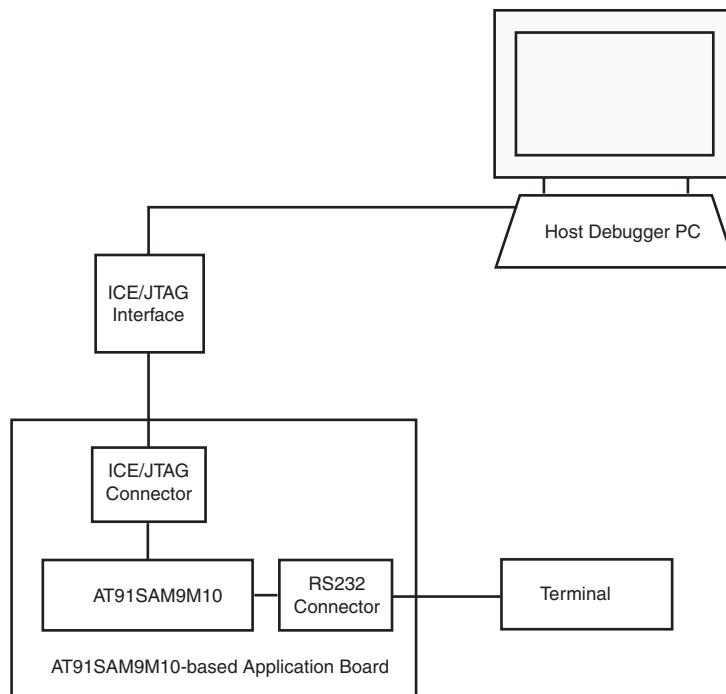 Host Debugger PC
ICE/JTAG
Interface
ICE/JTAG
Connector
AT91SAM9M10
RS232
Connector
Terminal
AT91SAM9M10-based Application Board